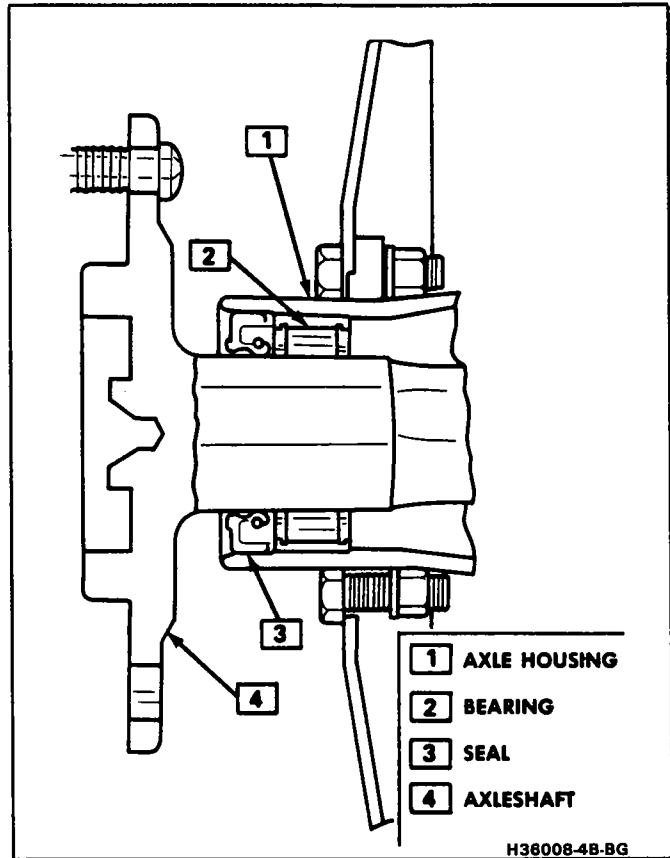 1
2
3
4
1 AXLE HOUSING
2 BEARING
3 SEAL
4 AXLESHAFT
H36008-4B-BG